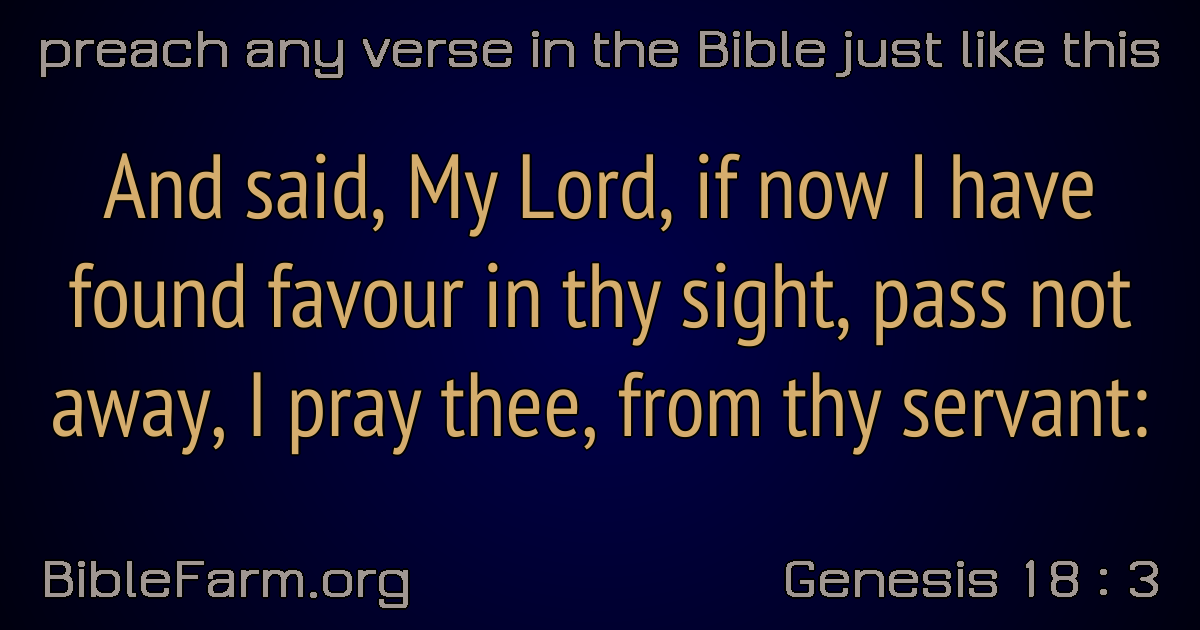 preach any verse in the Bible just like this
And said, My Lord, if now I have
found favour in thy sight, pass not
away, I pray thee, from thy servant:
BibleFarm.org
Genesis 18 : 3